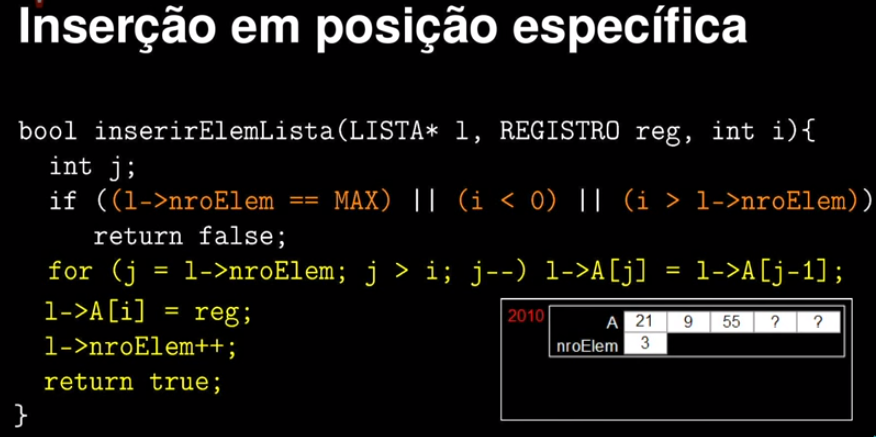 Inserção em posição específica
bool inserirElemLista(LISTA* l, REGISTRO reg, int i){
int j;
if ((l->nroElem == MAX) || (i < 0) || (i > l->nroElem))
return false;
for (j = l->nroElem; j > i; j--) l->A[j] = l->A[j-1];
l->A[i] = reg;
l->nroElem++;
return true;
}
2010
A 21 9 55 ? ?
nroElem 3